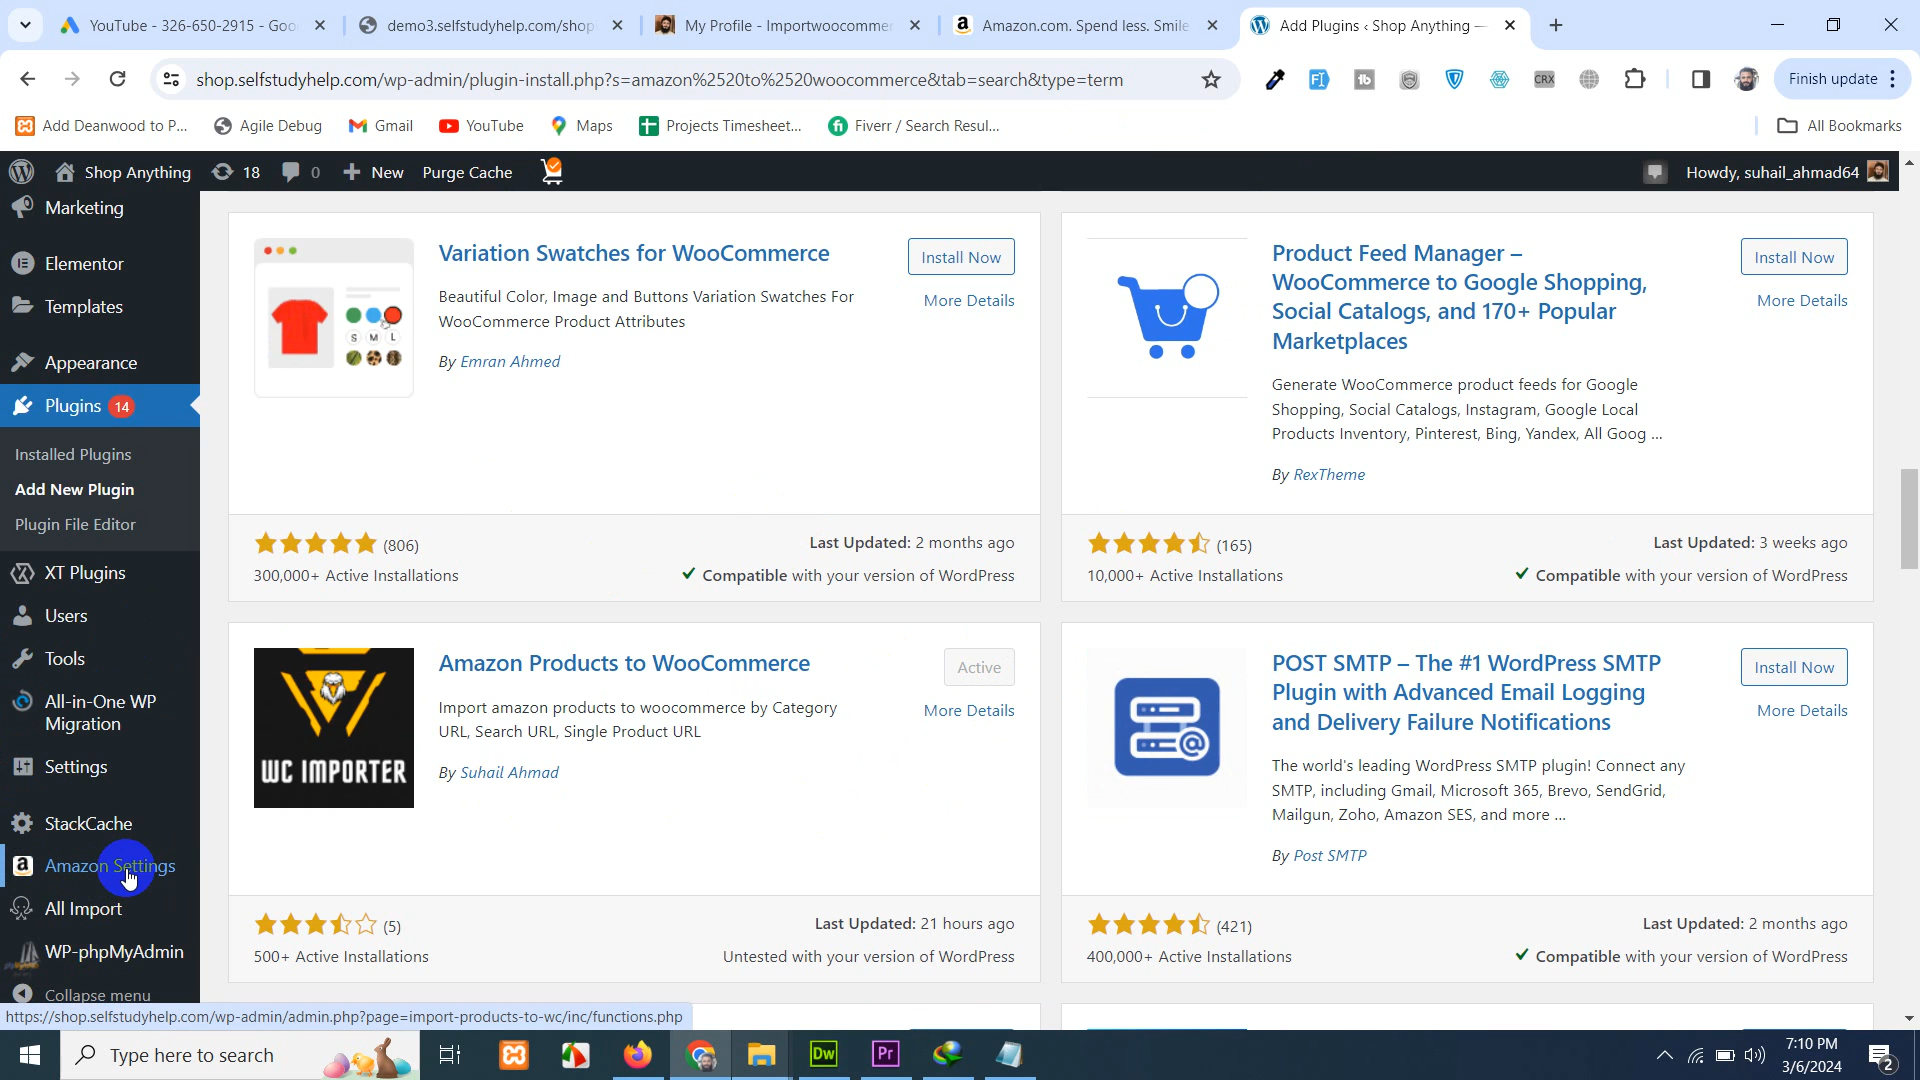 YouTube - 326-650-2915 - Goo
demo3.selfstudyhelp.com/shop
My Profile - Importwoocommer
Amazon.com. Spend less. Smile
Add Plugins ‹ Shop Anything —
shop.selfstudyhelp.com/wp-admin/plugin-install.php?s=amazon%2520to%2520woocommerce&tab=search&type=term
CRX
Finish update
Add Deanwood to P...
Agile Debug
Gmail
YouTube
Maps
Projects Timesheet...
Fiverr / Search Resul...
All Bookmarks
Shop Anything
18
0
New
Purge Cache
Howdy, suhail_ahmad64
Marketing
Elementor
Templates
Appearance
Plugins 14
Installed Plugins
Add New Plugin
Plugin File Editor
XT Plugins
Users
Tools
All-in-One WP
Migration
Settings
StackCache
Amazon Settings
All Import
WP-phpMyAdmin
Collapse menu
Variation Swatches for WooCommerce
Install Now
Beautiful Color, Image and Buttons Variation Swatches For
WooCommerce Product Attributes
More Details
By Emran Ahmed
S M L
(806)
Last Updated: 2 months ago
300,000+ Active Installations
Compatible with your version of WordPress
Product Feed Manager –
WooCommerce to Google Shopping,
Social Catalogs, and 170+ Popular
Marketplaces
Install Now
More Details
Generate WooCommerce product feeds for Google
Shopping, Social Catalogs, Instagram, Google Local
Products Inventory, Pinterest, Bing, Yandex, All Goog ...
By RexTheme
(165)
Last Updated: 3 weeks ago
10,000+ Active Installations
Compatible with your version of WordPress
WC IMPORTER
Amazon Products to WooCommerce
Active
More Details
Import amazon products to woocommerce by Category
URL, Search URL, Single Product URL
By Suhail Ahmad
(5)
Last Updated: 21 hours ago
500+ Active Installations
Untested with your version of WordPress
POST SMTP – The #1 WordPress SMTP
Plugin with Advanced Email Logging
and Delivery Failure Notifications
Install Now
More Details
The world's leading WordPress SMTP plugin! Connect any
SMTP, including Gmail, Microsoft 365, Brevo, SendGrid,
Mailgun, Zoho, Amazon SES, and more ...
By Post SMTP
(421)
Last Updated: 2 months ago
400,000+ Active Installations
Compatible with your version of WordPress
https://shop.selfstudyhelp.com/wp-admin/admin.php?page=import-products-to-wc/inc/functions.php
Type here to search
Dw
Pr
7:10 PM
3/6/2024
2